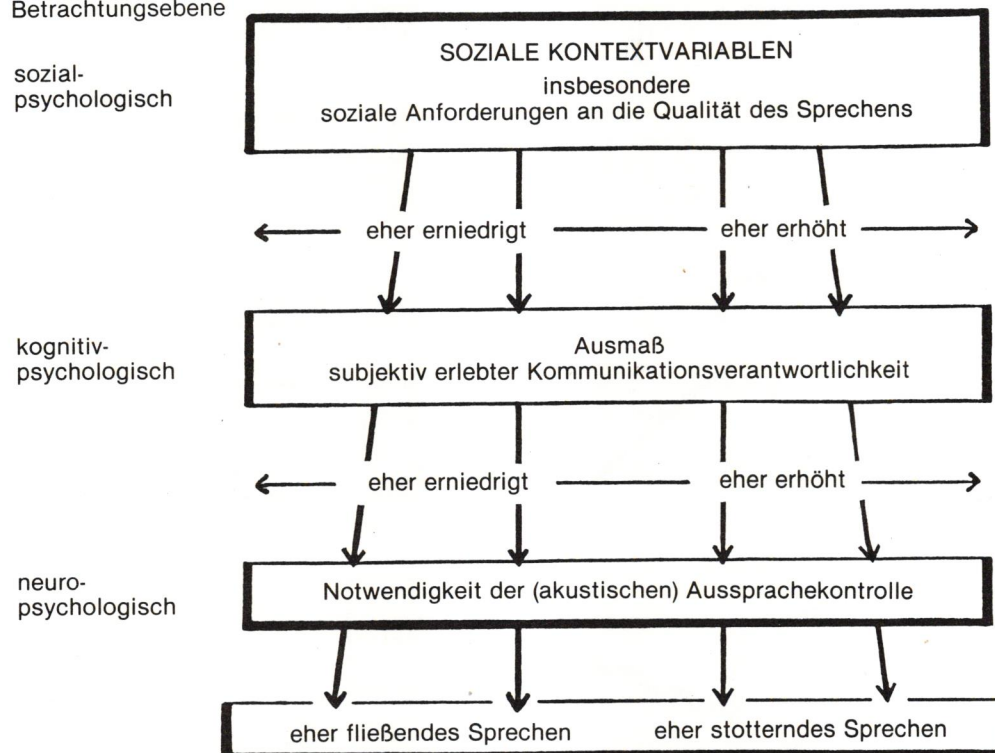 Betrachtungsebene
sozial-
psychologisch
SOZIALE KONTEXTVARIABLEN
insbesondere
soziale Anforderungen an die Qualität des Sprechens
eher erniedrigt
eher erhöht
kognitiv-
psychologisch
Ausmaß
subjektiv erlebter Kommunikationsverantwortlichkeit
eher erniedrigt
eher erhöht
neuro-
psychologisch
Notwendigkeit der (akustischen) Aussprachekontrolle
eher fließendes Sprechen
eher stotterndes Sprechen